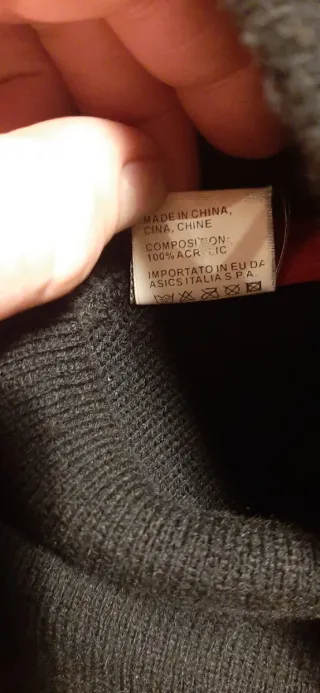 MADE IN CHINA,
CINA, CHINE
COMPOSITION:
100% ACRYLIC
IMPORTATO IN EU DA
ASICS ITALIA S.P.A.